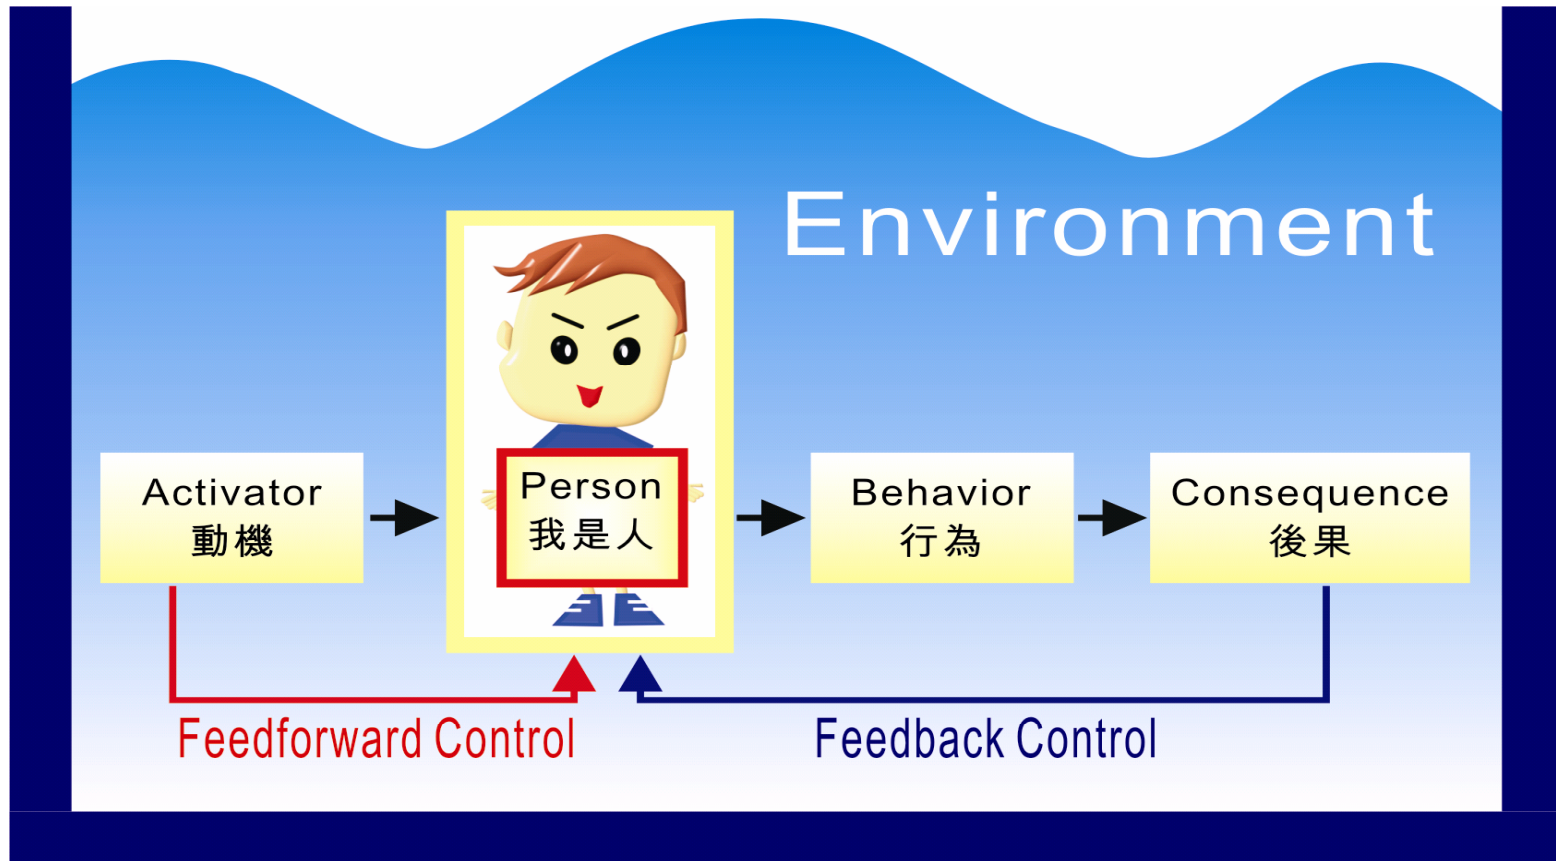 Environment
Activator
動機
Person
我是人
Behavior
行為
Consequence
後果
Feedforward Control
Feedback Control